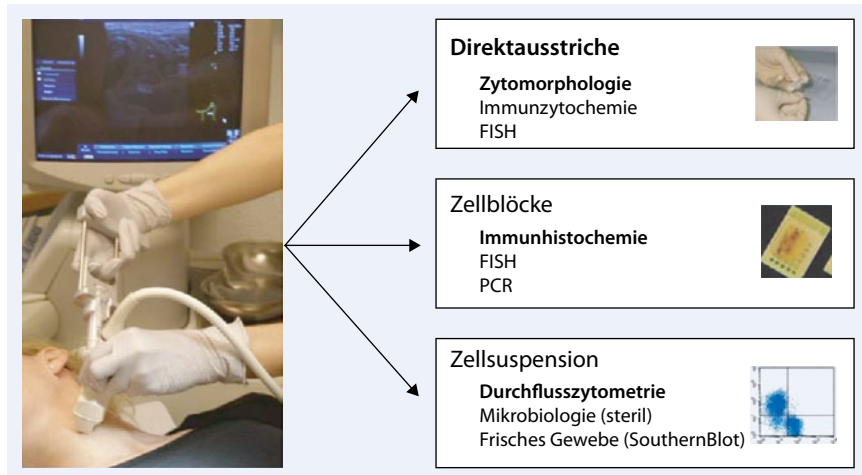 Direktausstriche
Zytomorphologie
Immunzytochemie
FISH
Zellblöcke
Immunhistochemie
FISH
PCR
Zellsuspension
Durchflusszytometrie
Mikrobiologie (steril)
Frisches Gewebe (SouthernBlot)